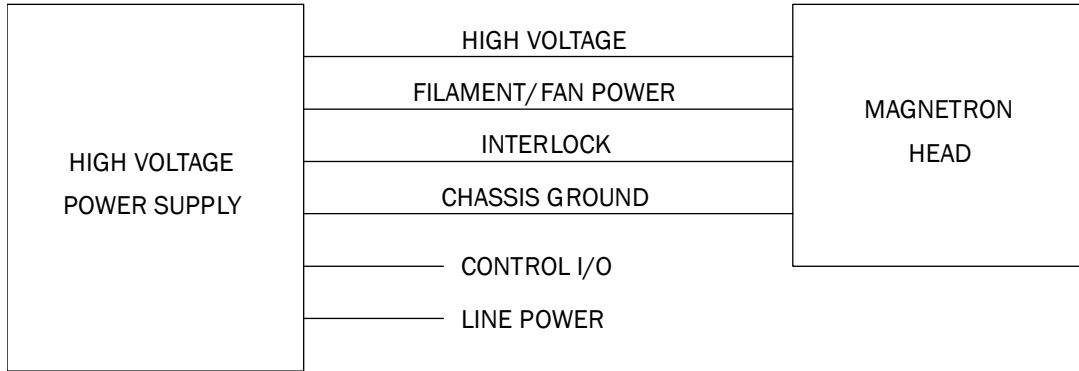 HIGH VOLTAGE
POWER SUPPLY
HIGH VOLTAGE
FILAMENT/FAN POWER
INTERLOCK
CHASSIS GROUND
CONTROL I/O
LINE POWER
MAGNETRON
HEAD